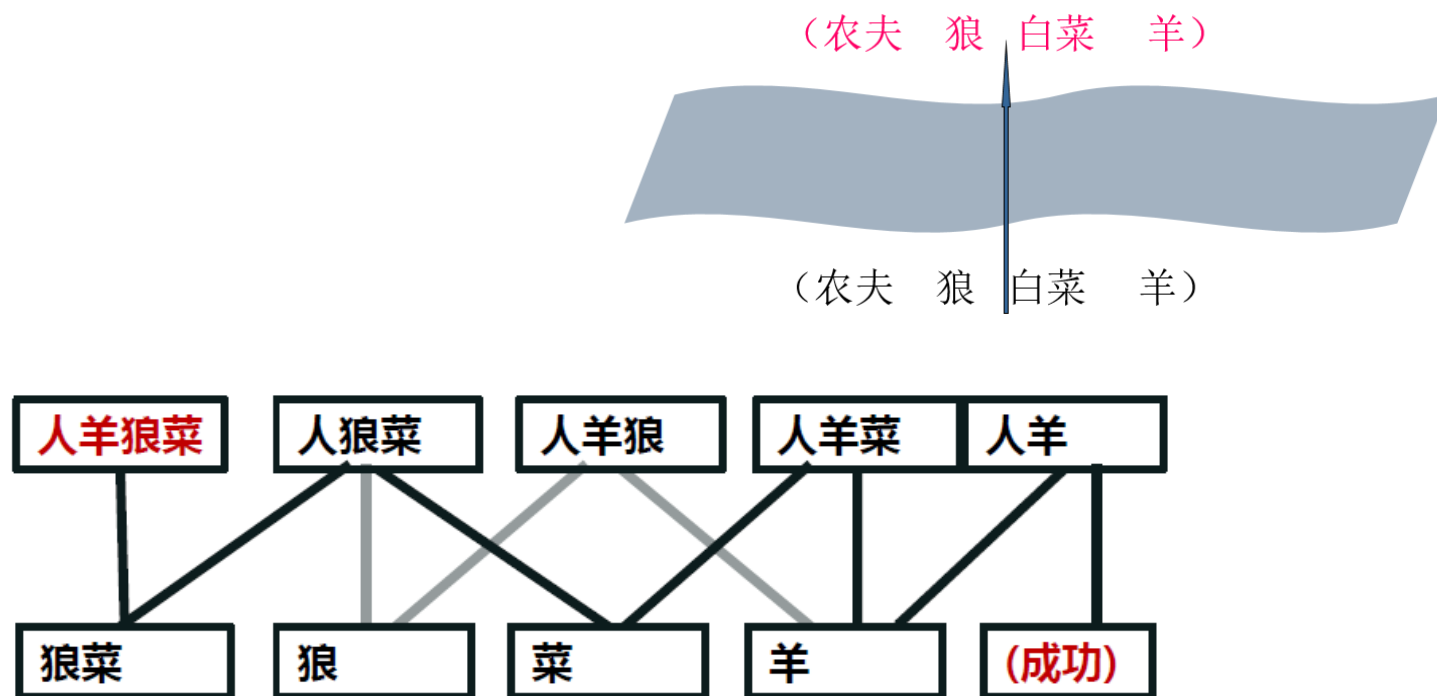 （农夫 狼 白菜 羊）
（农夫 狼 白菜 羊）
人羊狼菜 人狼菜 人羊狼 人羊菜 人羊
狼菜 狼 菜 羊 (成功)